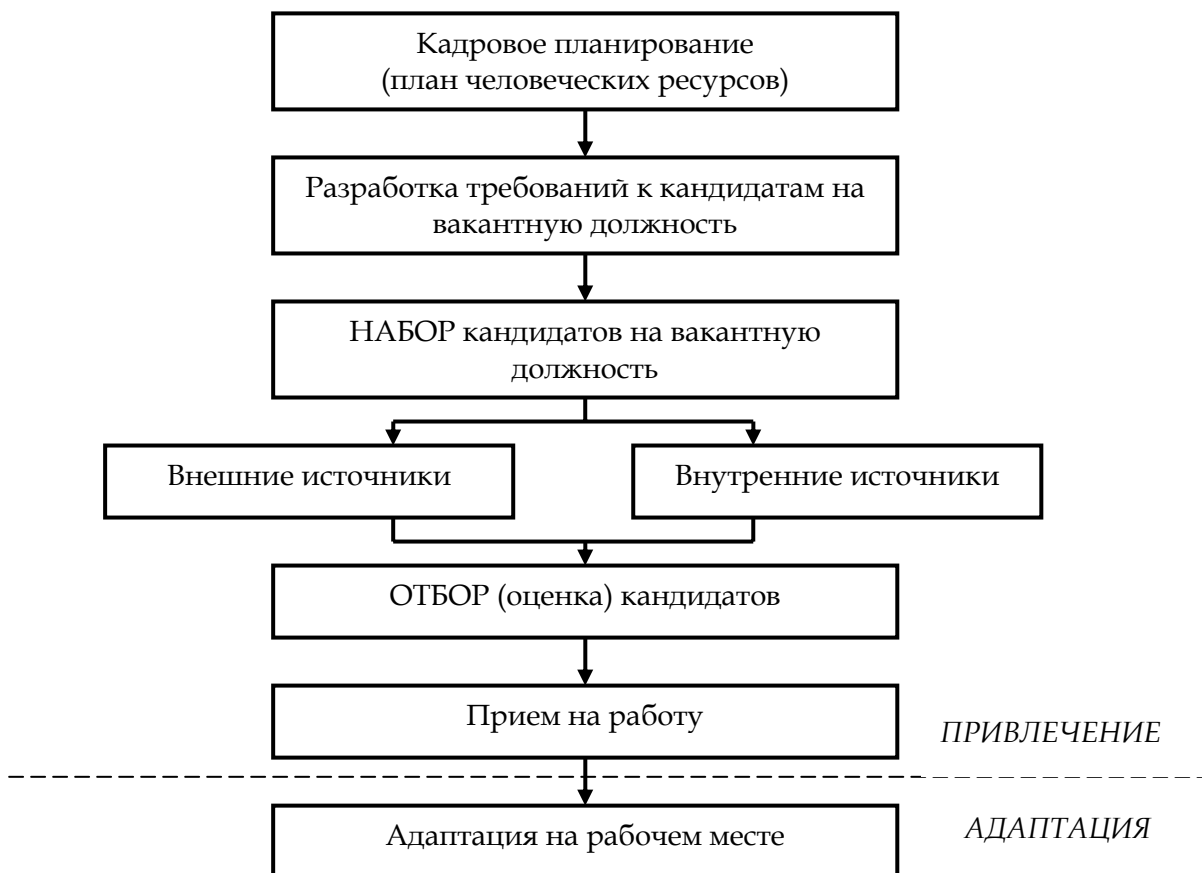 Кадровое планирование
(план человеческих ресурсов)
Разработка требований к кандидатам на
вакантную должность
НАБОР кандидатов на вакантную
должность
Внешние источники
Внутренние источники
ОТБОР (оценка) кандидатов
Прием на работу
ПРИВЛЕЧЕНИЕ
АДАПТАЦИЯ
Адаптация на рабочем месте